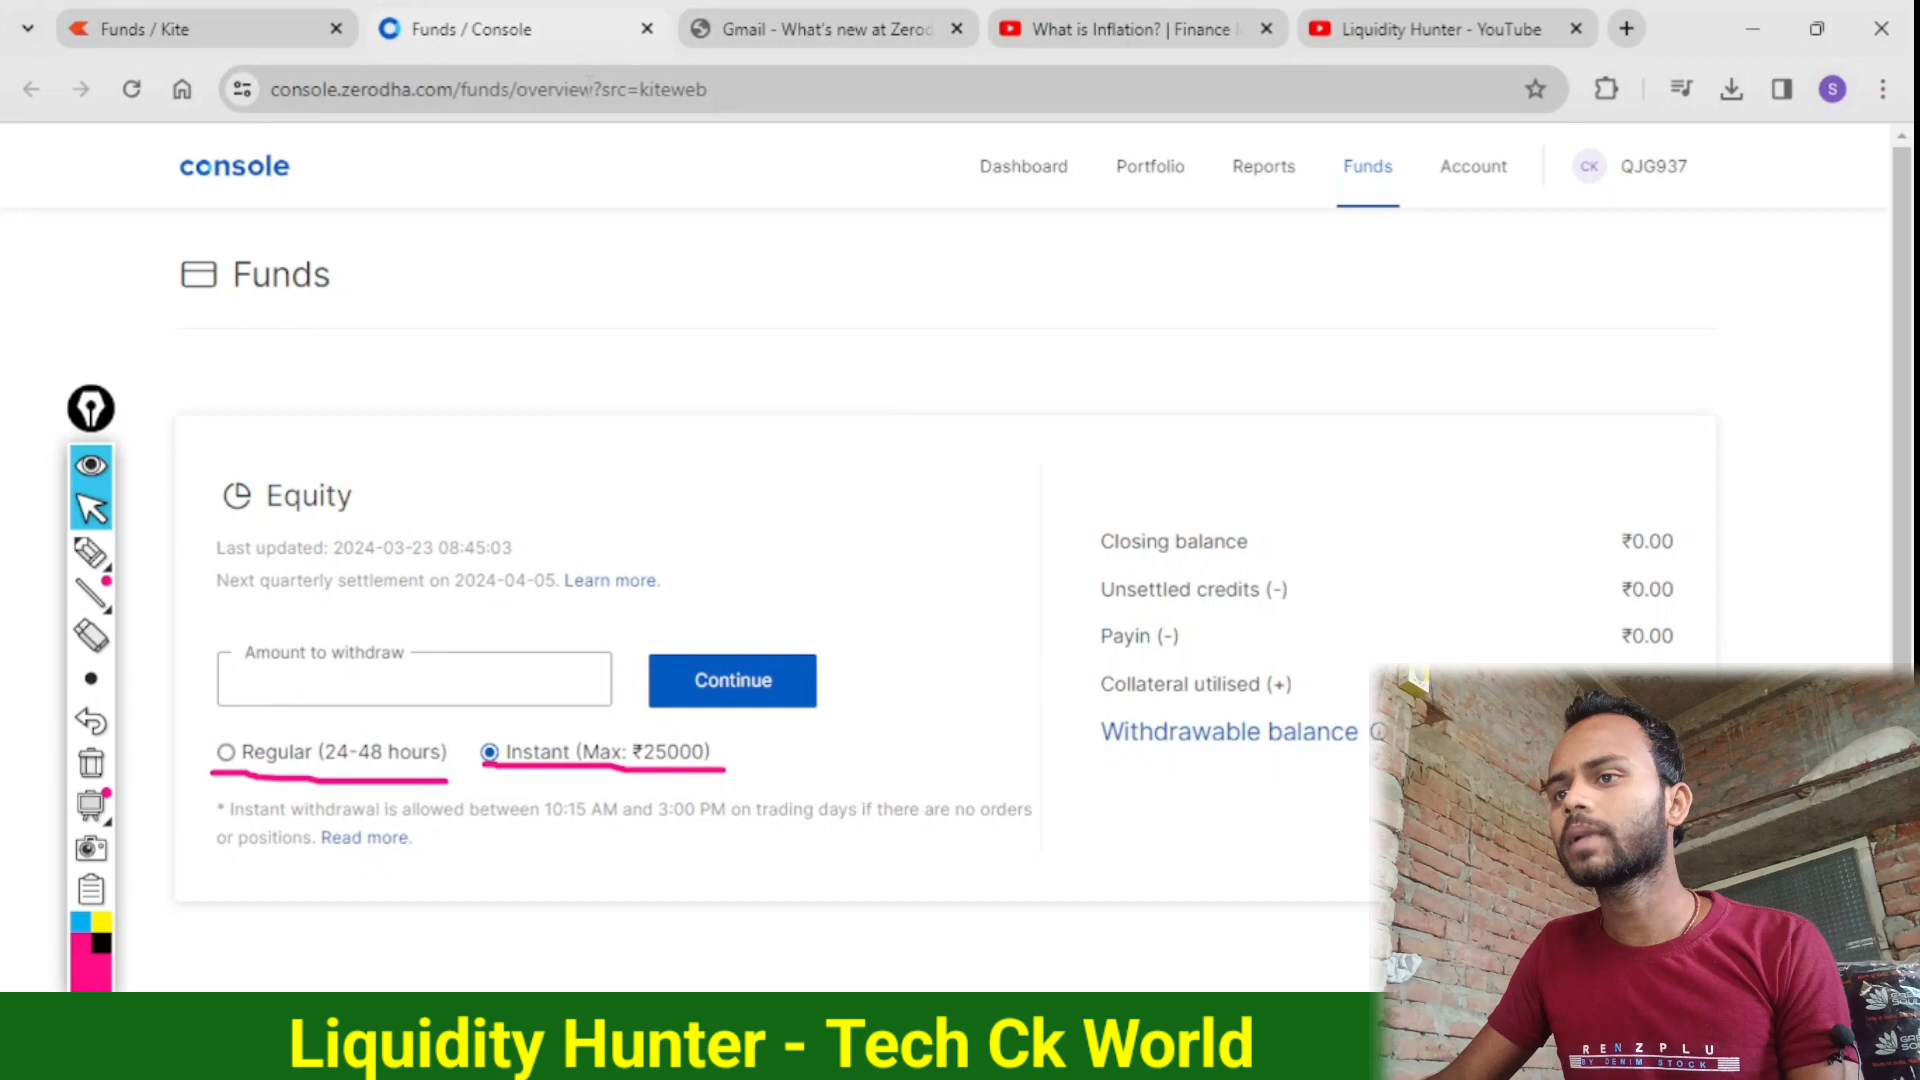 Funds / Kite
Funds / Console
Gmail - What's new at Zerod
What is Inflation? | Finance
Liquidity Hunter - YouTube
console.zerodha.com/funds/overview?src=kiteweb
S
console
Dashboard
Portfolio
Reports
Funds
Account
CK
QJG937
Funds
Equity
Last updated: 2024-03-23 08:45:03
Next quarterly settlement on 2024-04-05. Learn more.
Amount to withdraw
Continue
Regular (24-48 hours)
Instant (Max: ₹25000)
* Instant withdrawal is allowed between 10:15 AM and 3:00 PM on trading days if there are no orders
or positions. Read more.
Closing balance ₹0.00
Unsettled credits (-) ₹0.00
Payin (-) ₹0.00
Collateral utilised (+)
Withdrawable balance
RENZPLU
BY DENIM STOCK
Liquidity Hunter - Tech Ck World